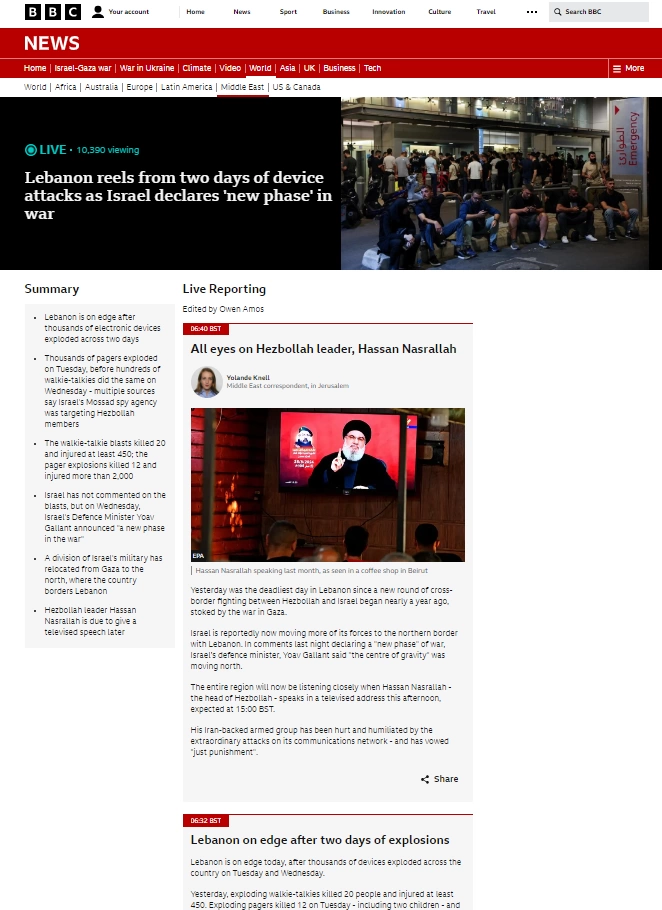 BBC
Your account
Home
News
Sport
Business
Innovation
Culture
Travel
Search BBC
NEWS
Home
Israel-Gaza war
War in Ukraine
Climate
Video
World
Asia
UK
Business
Tech
More
World
Africa
Australia
Europe
Latin America
Middle East
US & Canada
LIVE · 10,390 viewing
Lebanon reels from two days of device
attacks as Israel declares 'new phase' in
war
الطوارئ
Emergency
Summary
Lebanon is on edge after
thousands of electronic devices
exploded across two days
Thousands of pagers exploded
on Tuesday, before hundreds of
walkie-talkies did the same on
Wednesday - multiple sources
say Israel's Mossad spy agency
was targeting Hezbollah
members
The walkie-talkie blasts killed 20
and injured at least 450; the
pager explosions killed 12 and
injured more than 2,000
Israel has not commented on the
blasts, but on Wednesday,
Israel's Defence Minister Yoav
Gallant announced "a new phase
in the war"
A division of Israel's military has
relocated from Gaza to the
north, where the country
borders Lebanon
Hezbollah leader Hassan
Nasrallah is due to give a
televised speech later
Live Reporting
Edited by Owen Amos
06:40 BST
All eyes on Hezbollah leader, Hassan Nasrallah
Yolande Knell
Middle East correspondent, in Jerusalem
EPA
Hassan Nasrallah speaking last month, as seen in a coffee shop in Beirut
Yesterday was the deadliest day in Lebanon since a new round of cross-
border fighting between Hezbollah and Israel began nearly a year ago,
stoked by the war in Gaza.
Israel is reportedly now moving more of its forces to the northern border
with Lebanon. In comments last night declaring a "new phase" of war,
Israel's defence minister, Yoav Gallant said "the centre of gravity" was
moving north.
The entire region will now be listening closely when Hassan Nasrallah -
the head of Hezbollah - speaks in a televised address this afternoon,
expected at 15:00 BST.
His Iran-backed armed group has been hurt and humiliated by the
extraordinary attacks on its communications network - and has vowed
"just punishment".
Share
06:32 BST
Lebanon on edge after two days of explosions
Lebanon is on edge today, after thousands of devices exploded across the
country on Tuesday and Wednesday.
Yesterday, exploding walkie-talkies killed 20 people and injured at least
450. Exploding pagers killed 12 on Tuesday - including two children - and